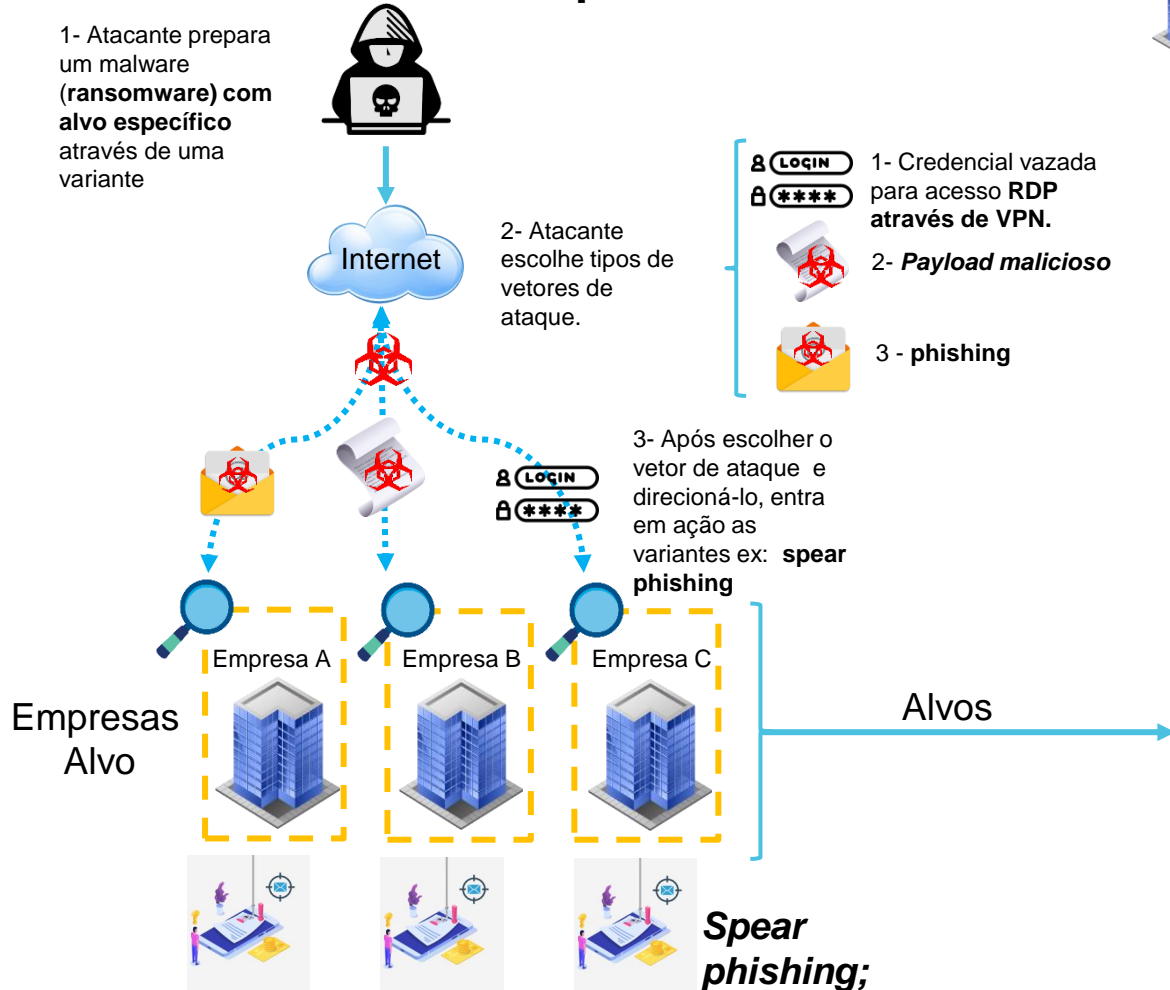 1- Atacante prepara
um malware
(ransomware) com
alvo específico
através de uma
variante
Internet
2- Atacante
escolhe tipos de
vetores de
ataque.
LOGIN
****
1- Credencial vazada
para acesso RDP
através de VPN.
2- Payload malicioso
3 - phishing
LOGIN
****
3- Após escolher o
vetor de ataque e
direcioná-lo, entra
em ação as
variantes ex: spear
phishing
Empresas
Alvo
Empresa A
Empresa B
Empresa C
Alvos
Spear
phishing;